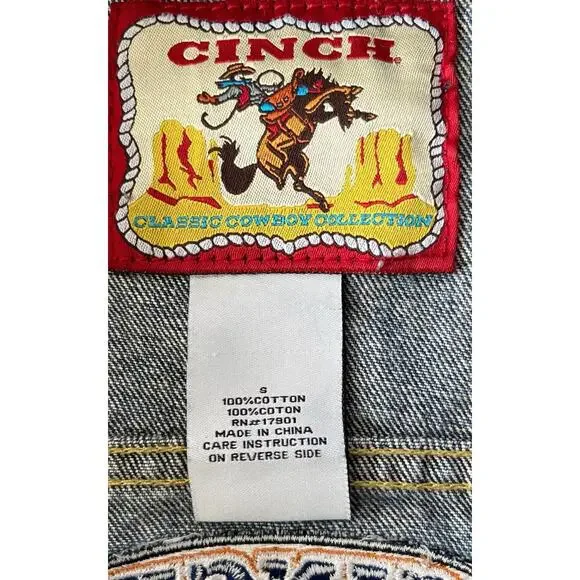 CINCH
CLASSIC COWBOY COLLECTION
S
100%COTTON
100%COTON
RN#17901
MADE IN CHINA
CARE INSTRUCTION
ON REVERSE SIDE